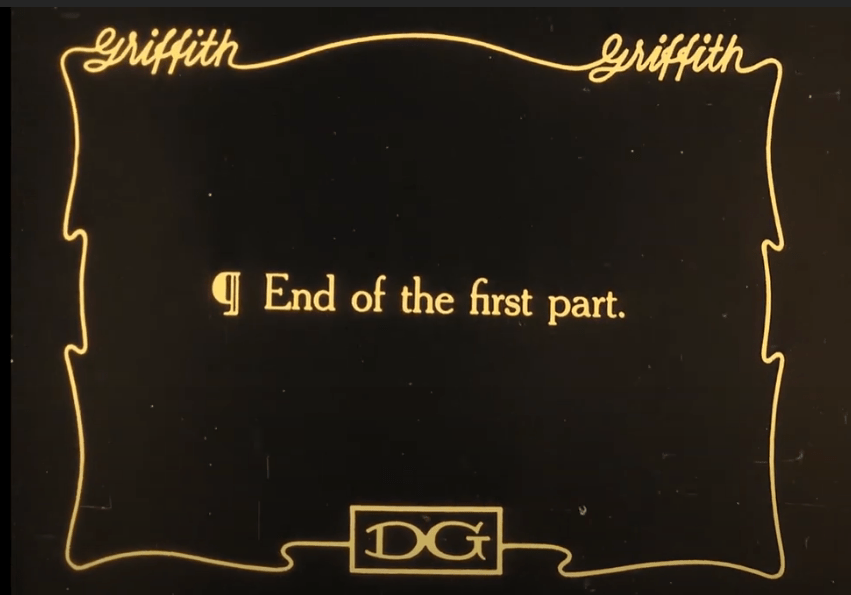 Griffith Griffith
¶ End of the first part.
DG